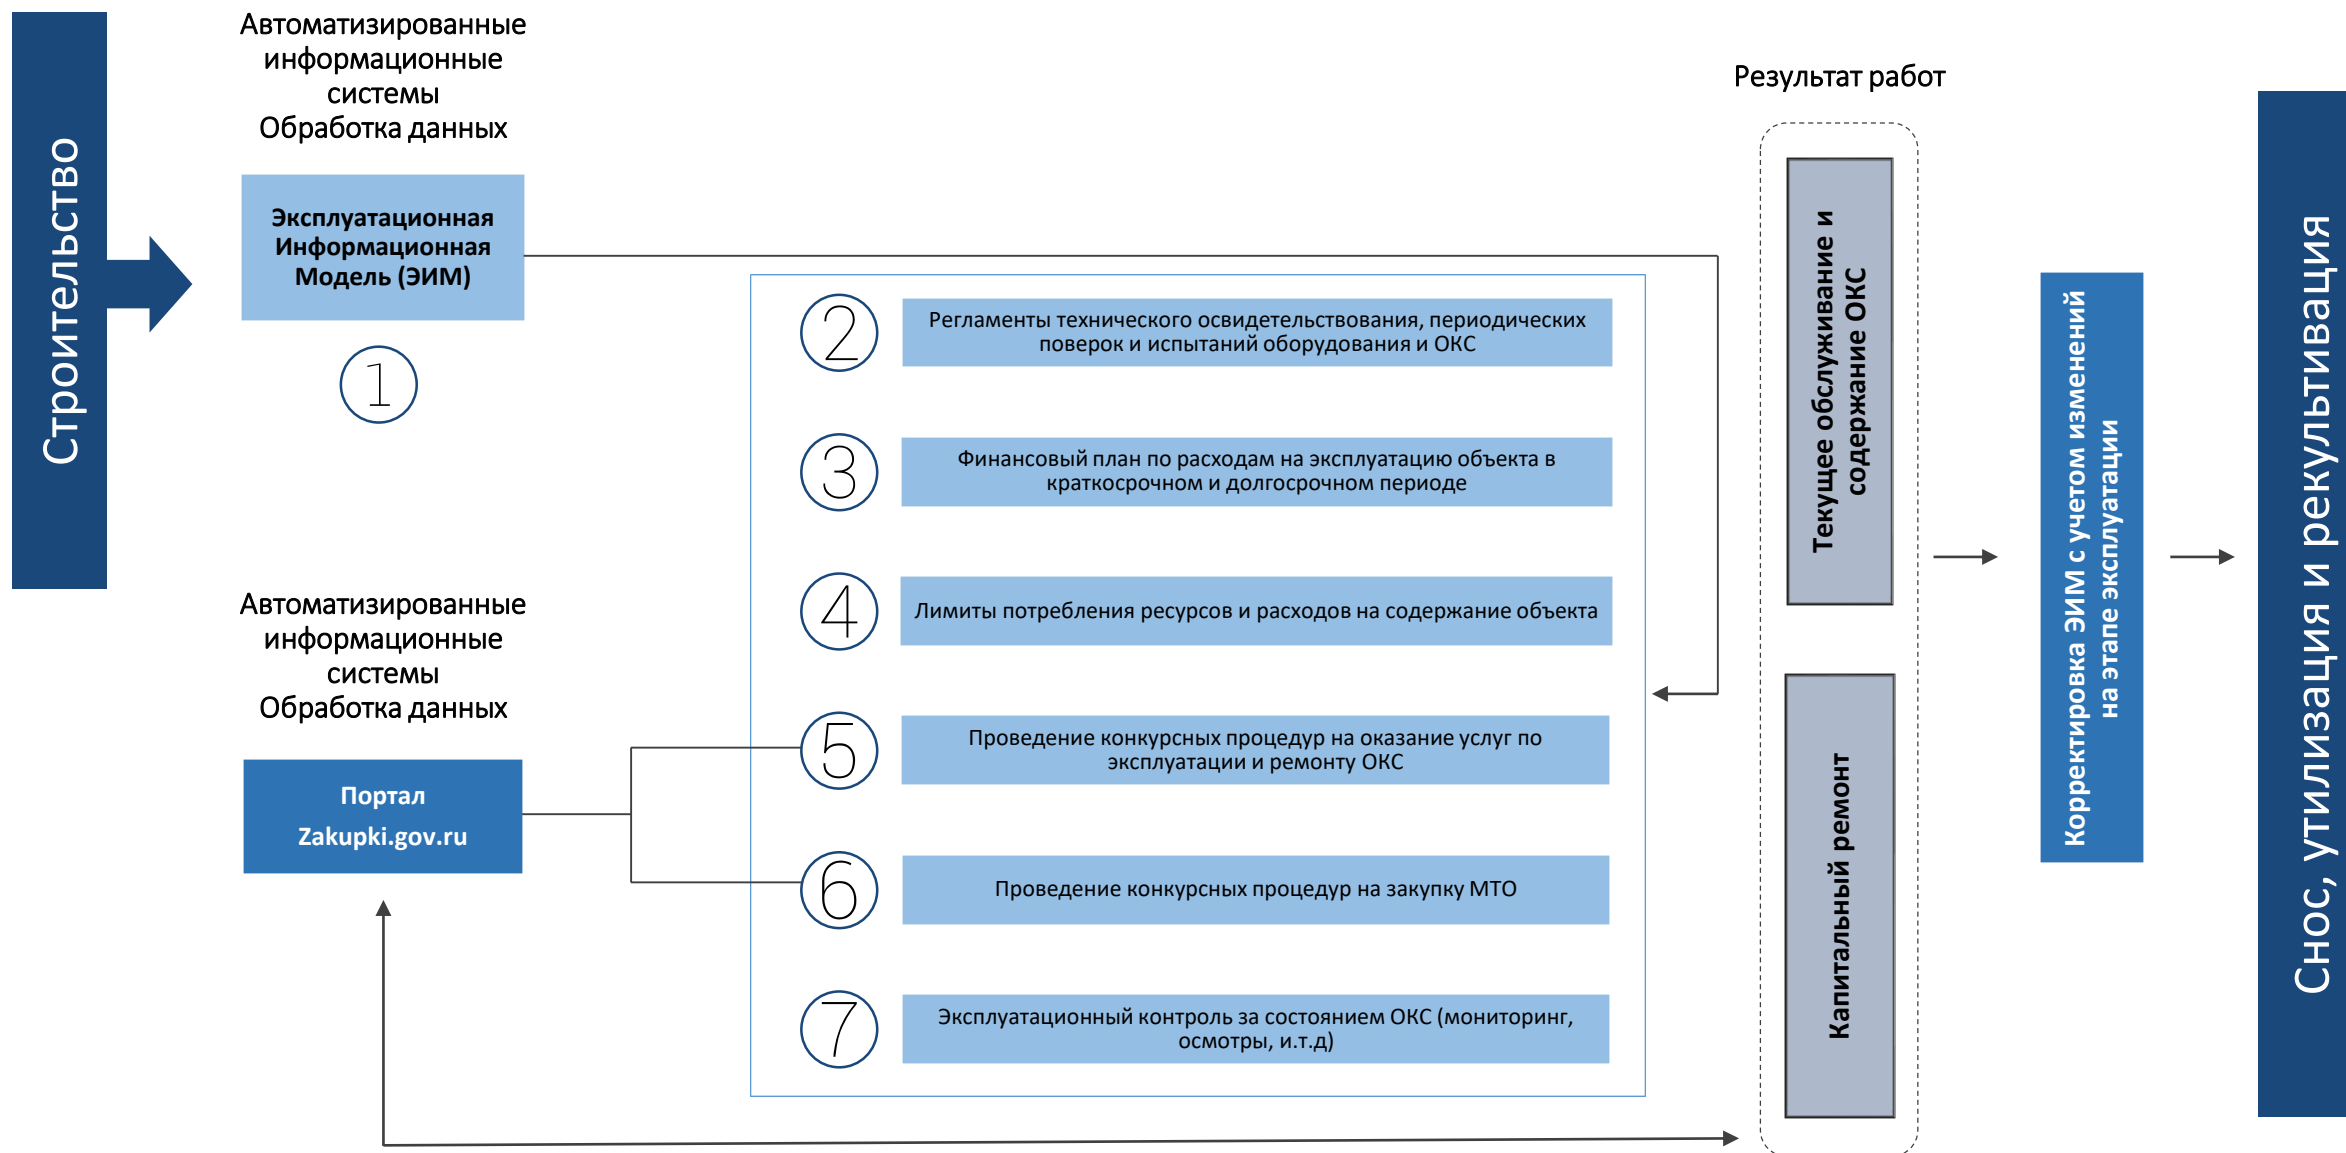 Строительство
Автоматизированные
информационные
системы
Обработка данных
Эксплуатационная
Информационная
Модель (ЭИМ)
1
Автоматизированные
информационные
системы
Обработка данных
Портал
Zakupki.gov.ru
2
Регламенты технического освидетельствования, периодических
поверок и испытаний оборудования и ОКС
3
Финансовый план по расходам на эксплуатацию объекта в
краткосрочном и долгосрочном периоде
4
Лимиты потребления ресурсов и расходов на содержание объекта
5
Проведение конкурсных процедур на оказание услуг по
эксплуатации и ремонту ОКС
6
Проведение конкурсных процедур на закупку МТО
7
Эксплуатационный контроль за состоянием ОКС (мониторинг,
осмотры, и.т.д)
Результат работ
Текущее обслуживание и
содержание ОКС
Капитальный ремонт
Корректировка ЭИМ с учетом изменений
на этапе эксплуатации
Снос, утилизация и рекультивация